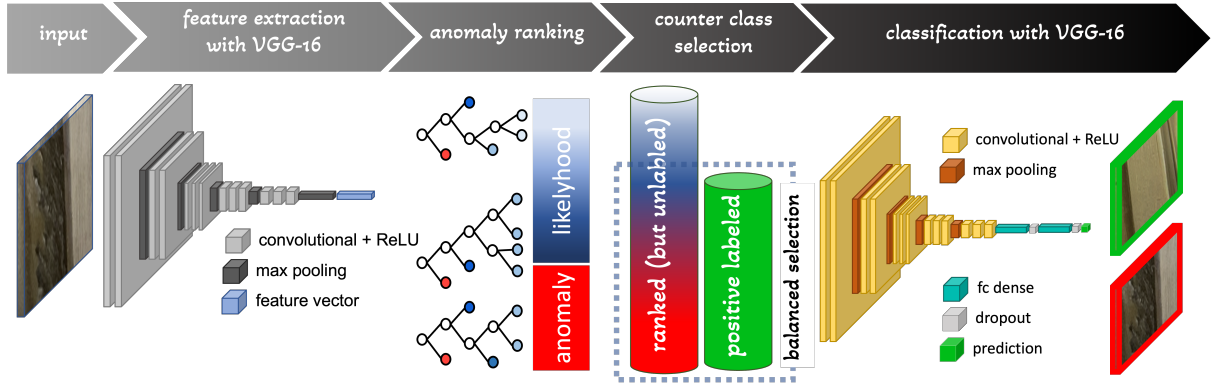 input
feature extraction
with VGG-16
anomaly ranking
counter class
selection
classification with VGG-16
convolutional + ReLU
max pooling
feature vector
likelyhood
anomaly
ranked (but unlabled)
positive labeled
balanced selection
convolutional + ReLU
max pooling
fc dense
dropout
prediction